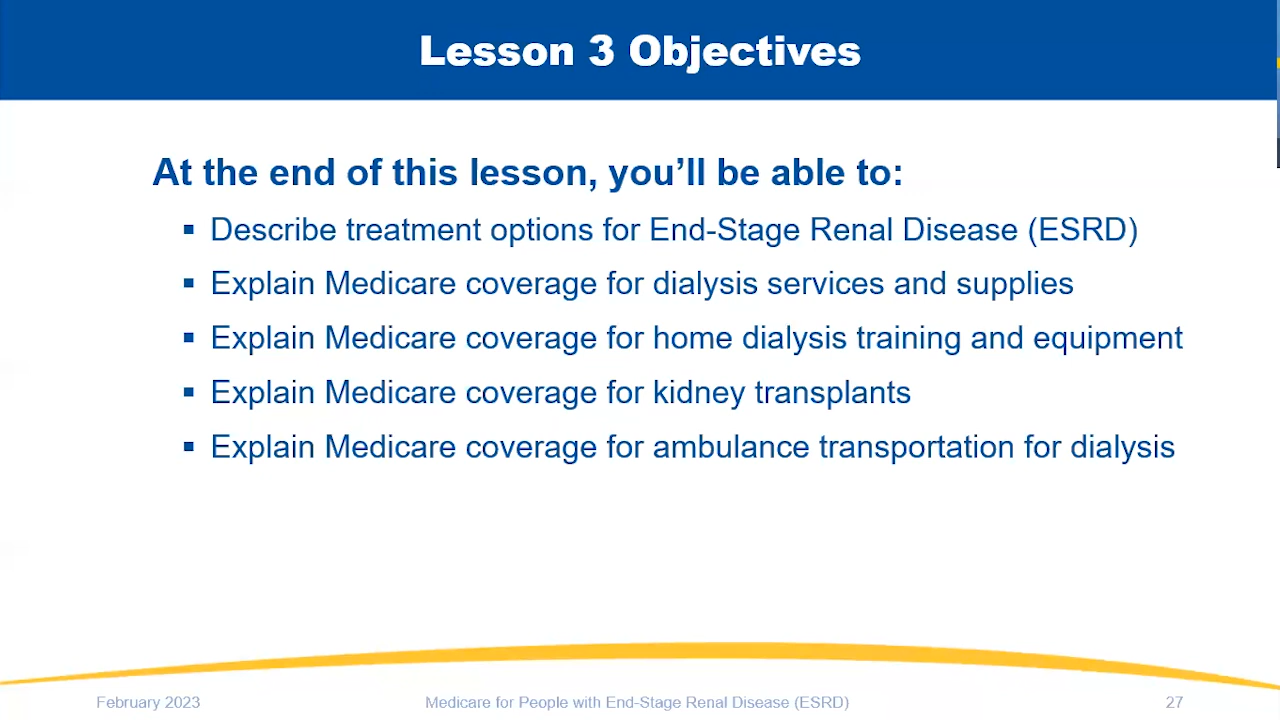 Lesson 3 Objectives
At the end of this lesson, you’ll be able to:
▪ Describe treatment options for End-Stage Renal Disease (ESRD)
▪ Explain Medicare coverage for dialysis services and supplies
▪ Explain Medicare coverage for home dialysis training and equipment
▪ Explain Medicare coverage for kidney transplants
▪ Explain Medicare coverage for ambulance transportation for dialysis
February 2023
Medicare for People with End-Stage Renal Disease (ESRD)
27